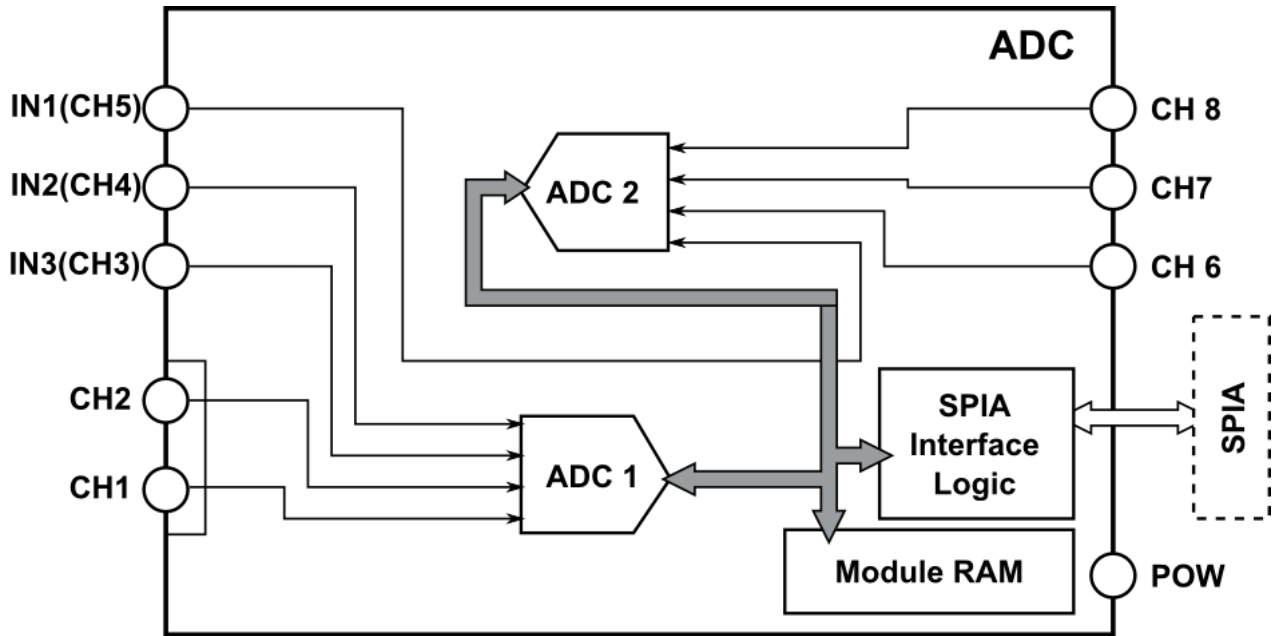 ADC
IN1(CH5)
IN2(CH4)
IN3(CH3)
CH2
CH1
ADC 2
ADC 1
CH 8
CH7
CH 6
SPIA
Interface
Logic
SPIA
Module RAM
POW